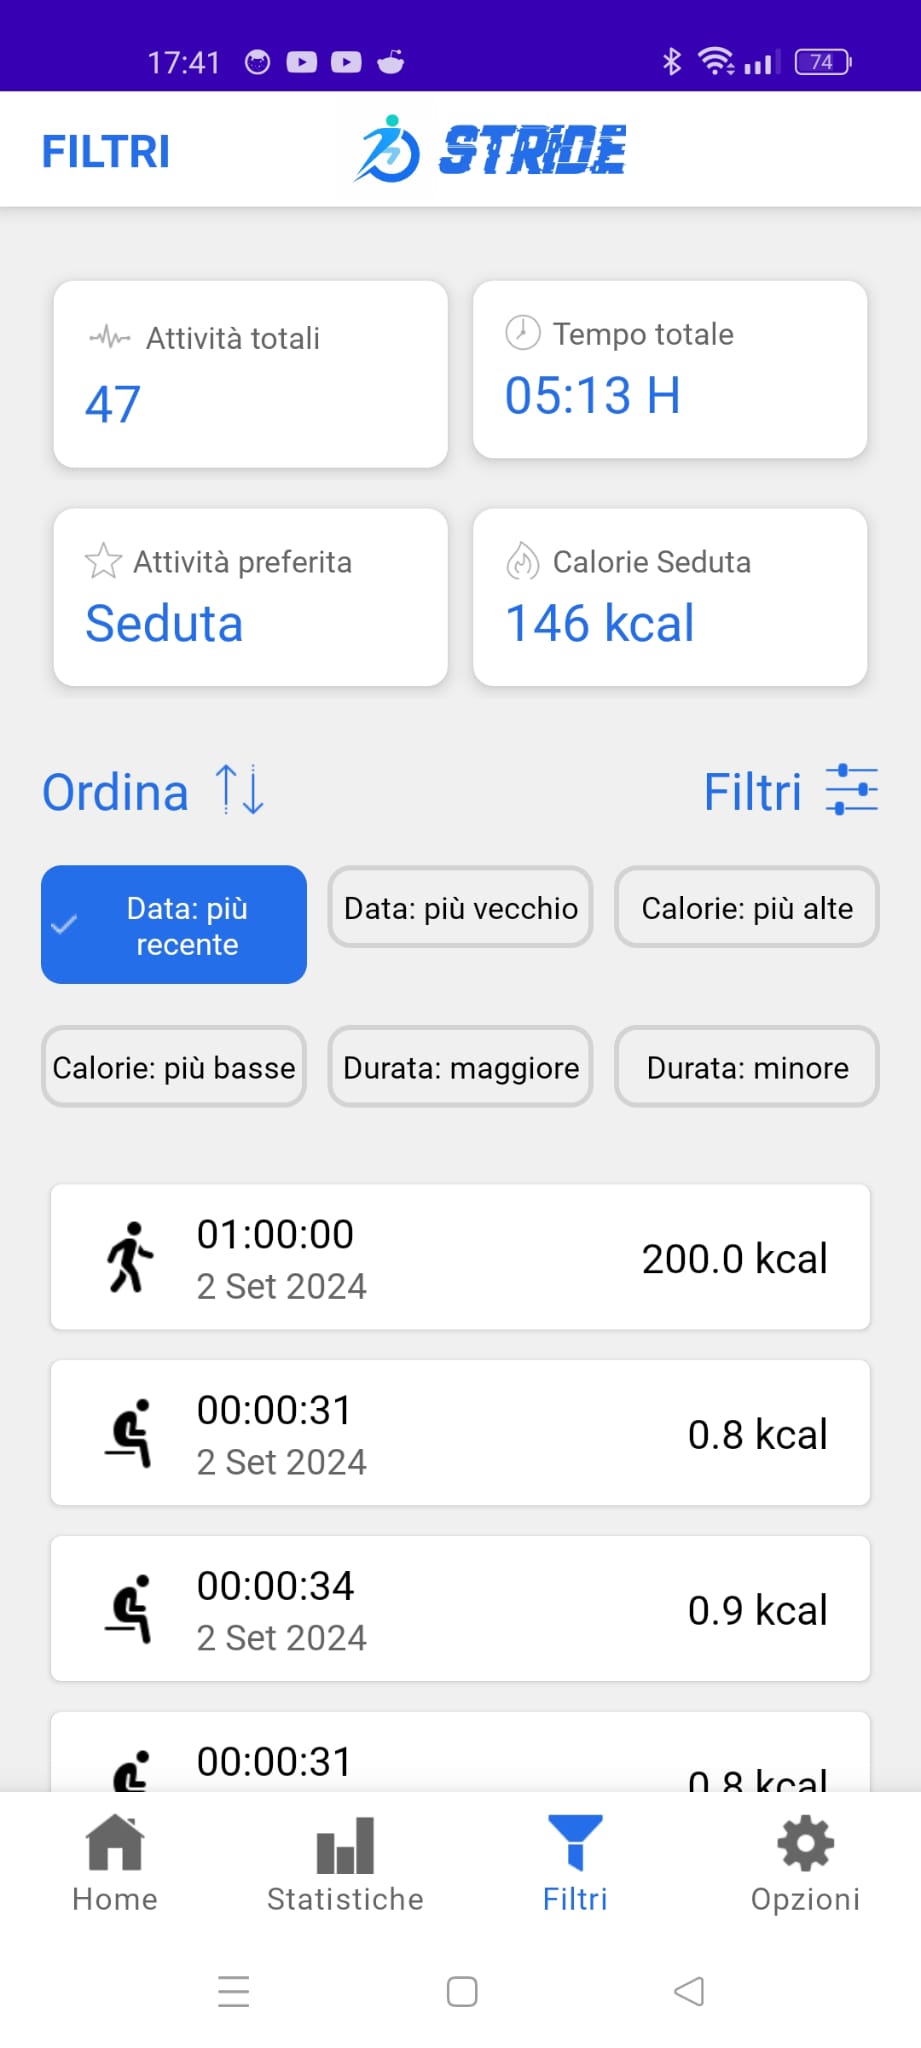 17:41
74
FILTRI
STRIDE
Attività totali
47
Tempo totale
05:13 H
Attività preferita
Seduta
Calorie Seduta
146 kcal
Ordina
Filtri
Data: più
recente
Data: più vecchio
Calorie: più alte
Calorie: più basse
Durata: maggiore
Durata: minore
01:00:00
2 Set 2024
200.0 kcal
00:00:31
2 Set 2024
0.8 kcal
00:00:34
2 Set 2024
0.9 kcal
00:00:31
0.8 kcal
Home
Statistiche
Filtri
Opzioni